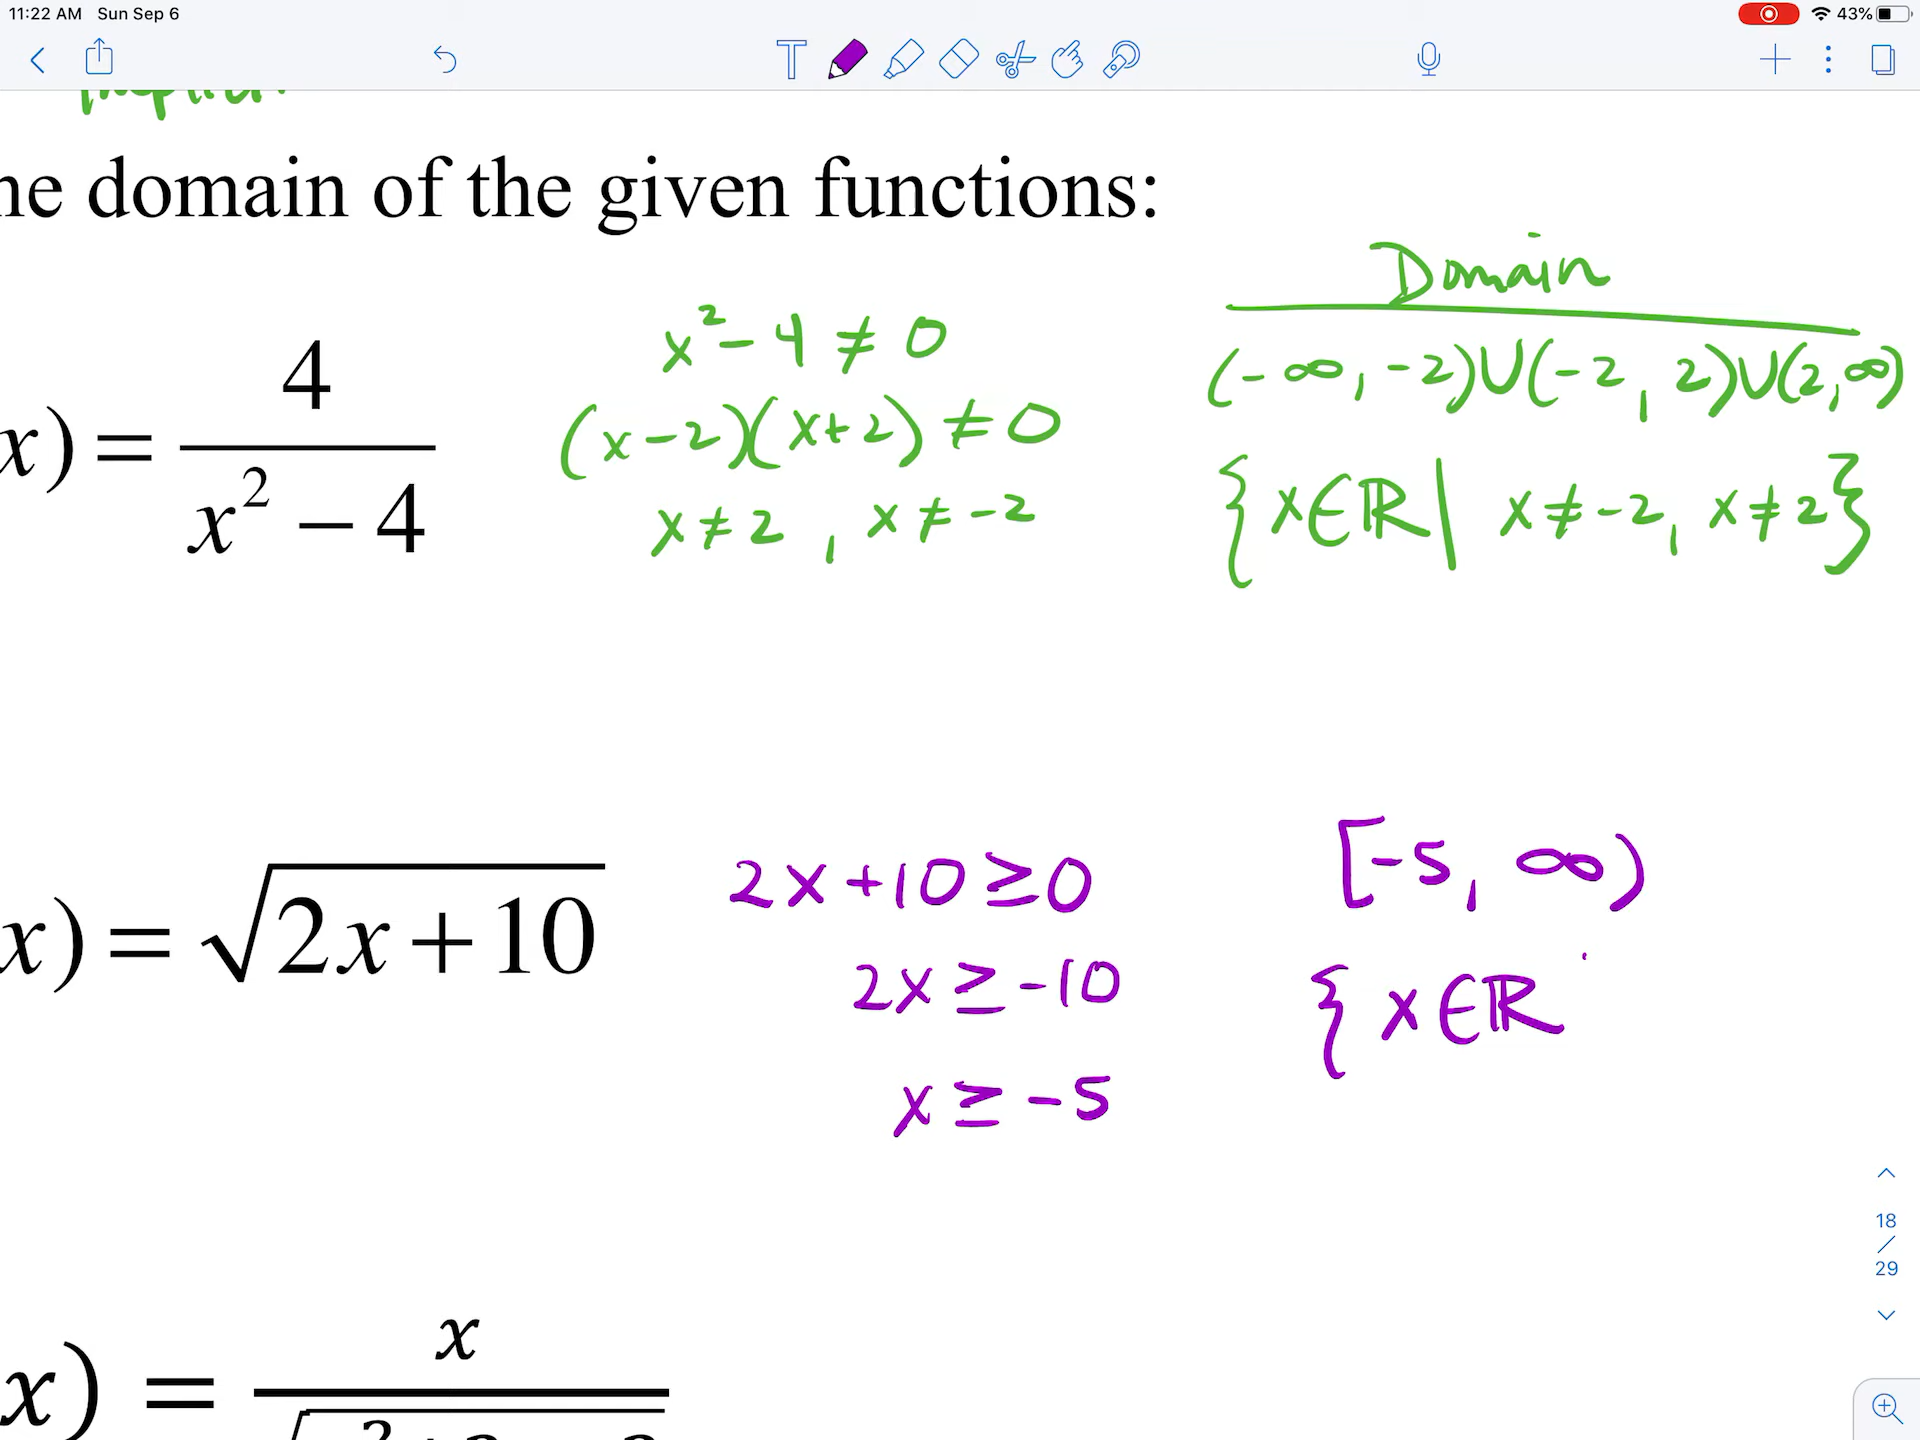 11:22 AM Sun Sep 6 43%
he domain of the given functions:
Domain
x) = 4 / (x² − 4)
x² - 4 ≠ 0
(x-2)(x+2) ≠ 0
x ≠ 2, x ≠ -2
(-∞, -2)∪(-2, 2)∪(2, ∞)
{x∈ℝ | x≠-2, x≠2}
x) = √(2x + 10)
2x + 10 ≥ 0
2x ≥ -10
x ≥ -5
[-5, ∞)
{ x∈ℝ
18
/
29
x) = x